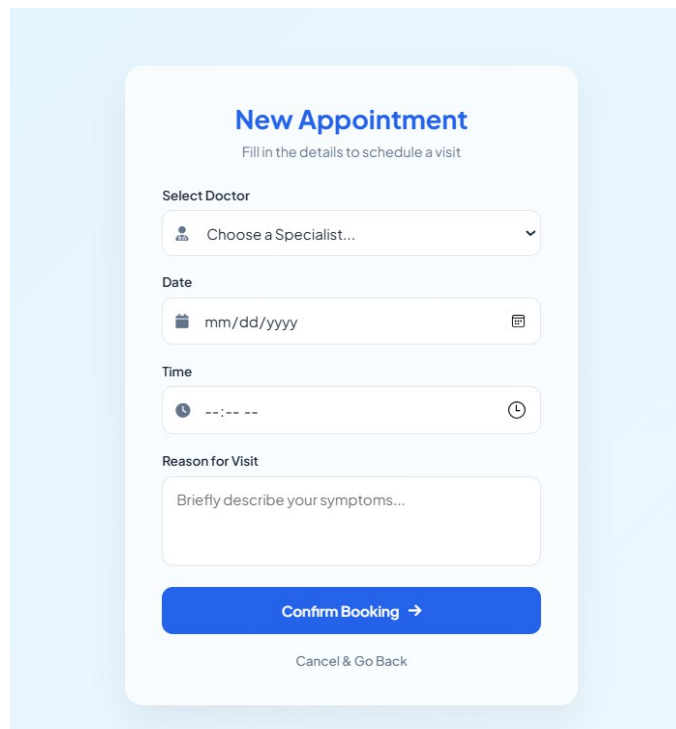 New Appointment
Fill in the details to schedule a visit
Select Doctor
Choose a Specialist...
Date
mm/dd/yyyy
Time
--:-- --
Reason for Visit
Briefly describe your symptoms...
Confirm Booking →
Cancel & Go Back